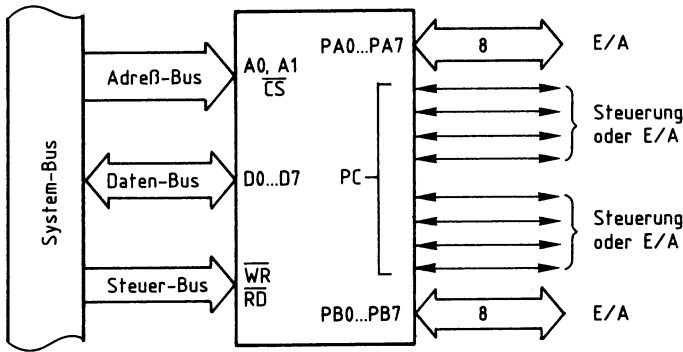 System-Bus
Adreß-Bus
Daten-Bus
Steuer-Bus
A0, A1
CS
D0...D7
WR
RD
PA0...PA7
PC
PB0...PB7
8
E/A
Steuerung
oder E/A
Steuerung
oder E/A
8
E/A